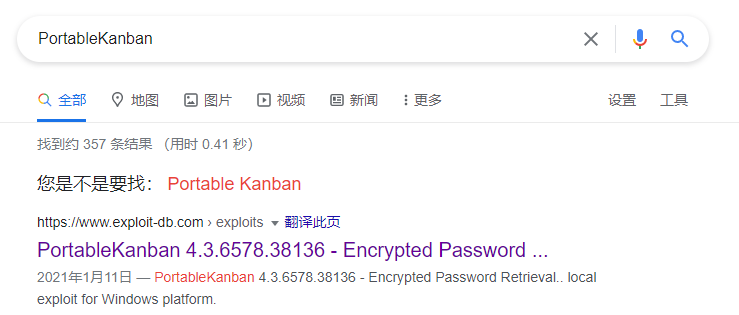 PortableKanban
全部 地图 图片 视频 新闻 更多 设置 工具
找到约 357 条结果 （用时 0.41 秒）
您是不是要找： Portable Kanban
https://www.exploit-db.com › exploits 翻译此页
PortableKanban 4.3.6578.38136 - Encrypted Password ...
2021年1月11日 — PortableKanban 4.3.6578.38136 - Encrypted Password Retrieval.. local
exploit for Windows platform.